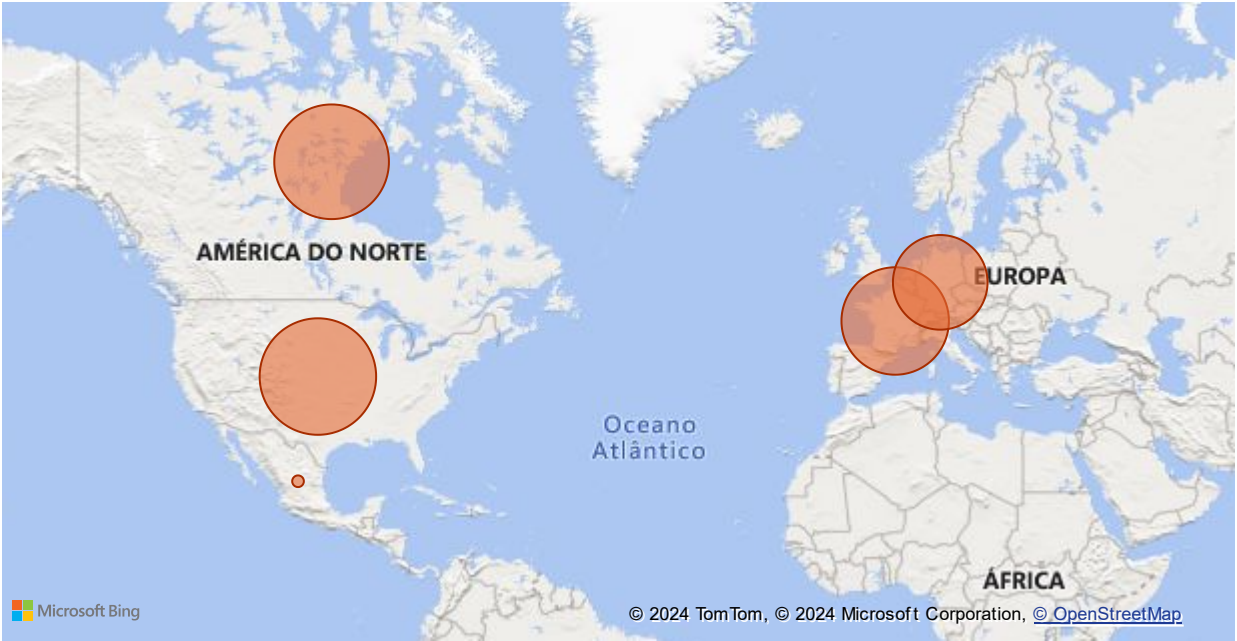 AMÉRICA DO NORTE
EUROPA
Oceano
Atlântico
ÁFRICA
Microsoft Bing
© 2024 TomTom, © 2024 Microsoft Corporation, © OpenStreetMap